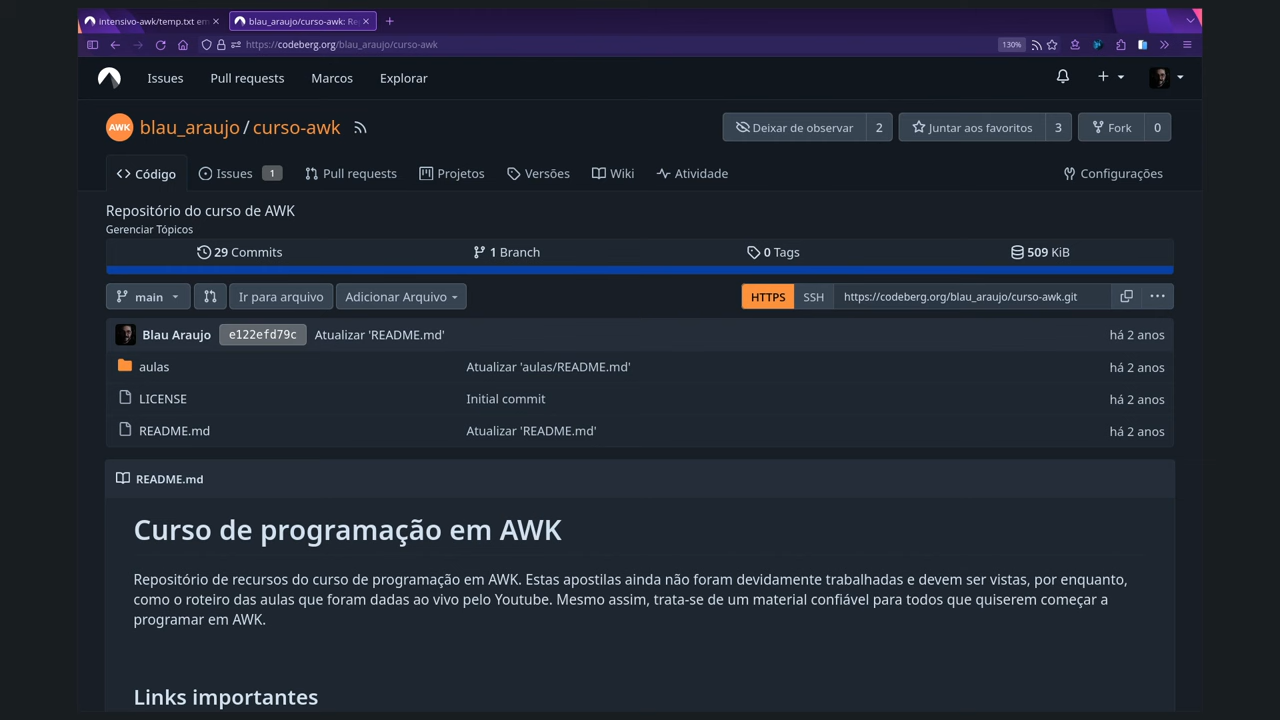 intensivo-awk/temp.txt em
blau_araujo/curso-awk: Re
https://codeberg.org/blau_araujo/curso-awk
130%
Issues Pull requests Marcos Explorar
AWK blau_araujo/curso-awk
Deixar de observar 2
Juntar aos favoritos 3
Fork 0
Código Issues 1 Pull requests Projetos Versões Wiki Atividade Configurações
Repositório do curso de AWK
Gerenciar Tópicos
29 Commits 1 Branch 0 Tags 509 KiB
main Ir para arquivo Adicionar Arquivo HTTPS SSH https://codeberg.org/blau_araujo/curso-awk.git
Blau Araujo e122efd79c Atualizar 'README.md' há 2 anos
aulas Atualizar 'aulas/README.md' há 2 anos
LICENSE Initial commit há 2 anos
README.md Atualizar 'README.md' há 2 anos
README.md
Curso de programação em AWK
Repositório de recursos do curso de programação em AWK. Estas apostilas ainda não foram devidamente trabalhadas e devem ser vistas, por enquanto,
como o roteiro das aulas que foram dadas ao vivo pelo Youtube. Mesmo assim, trata-se de um material confiável para todos que quiserem começar a
programar em AWK.
Links importantes